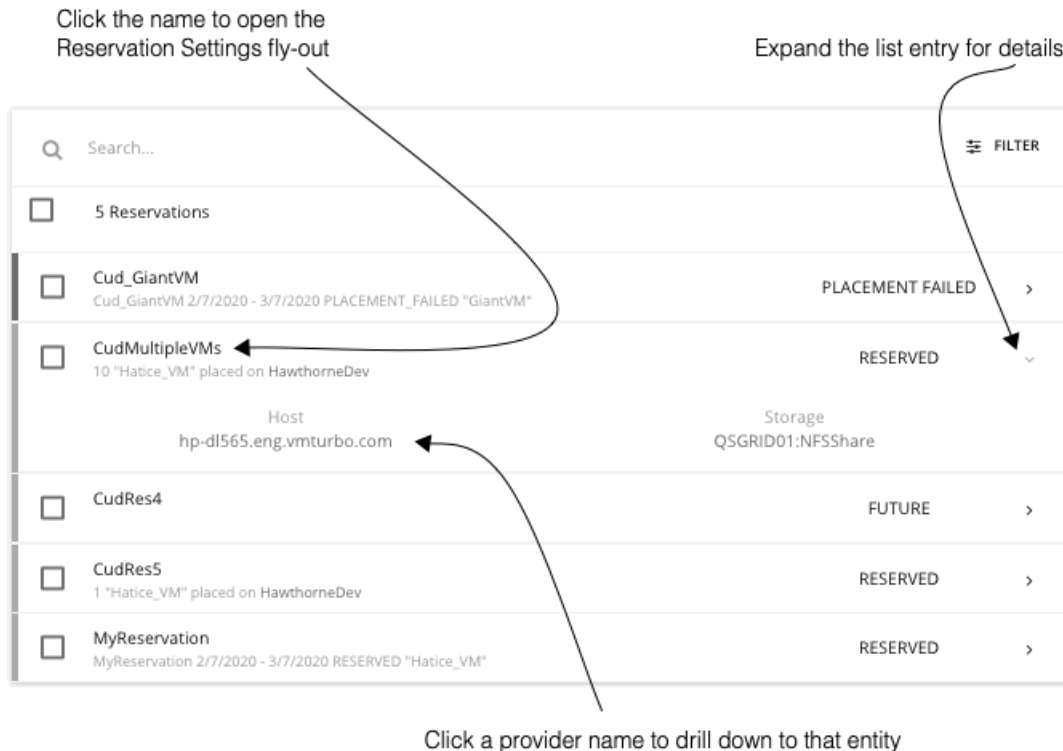 Click the name to open the
Reservation Settings fly-out
Expand the list entry for details
Search...
FILTER
5 Reservations
Cud_GiantVM
PLACEMENT FAILED
Cud_GiantVM 2/7/2020 - 3/7/2020 PLACEMENT_FAILED "GiantVM"
CudMultipleVMs
RESERVED
10 "Hatice_VM" placed on HawthorneDev
Host
Storage
hp-dl565.eng.vmturbo.com
QSGRID01:NFSShare
CudRes4
FUTURE
CudRes5
RESERVED
1 "Hatice_VM" placed on HawthorneDev
MyReservation
RESERVED
MyReservation 2/7/2020 - 3/7/2020 RESERVED "Hatice_VM"
Click a provider name to drill down to that entity